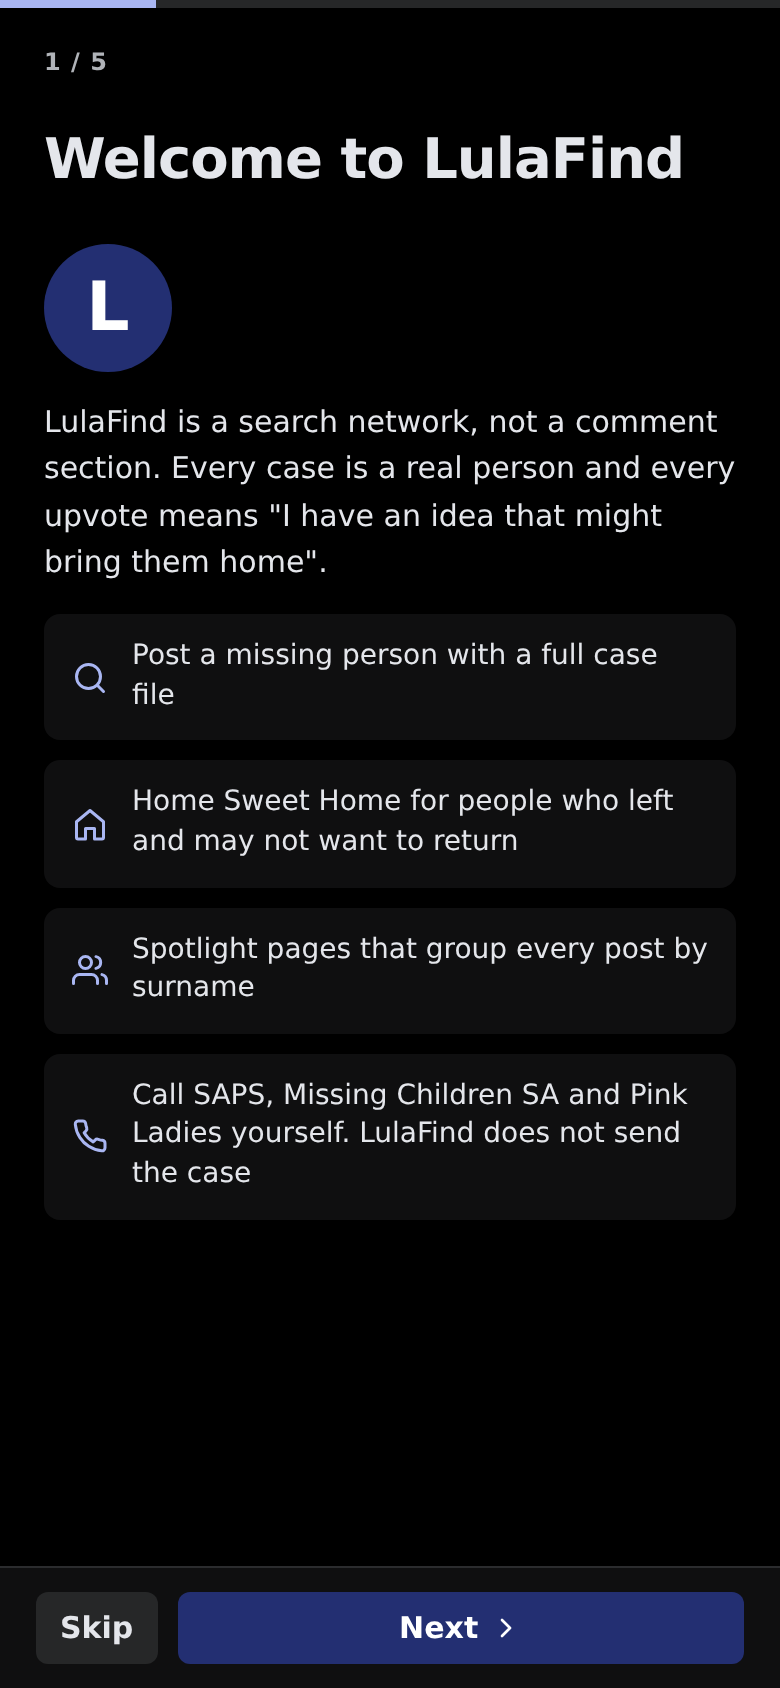 1 / 5
Welcome to LulaFind
L
LulaFind is a search network, not a comment
section. Every case is a real person and every
upvote means "I have an idea that might
bring them home".
Post a missing person with a full case
file
Home Sweet Home for people who left
and may not want to return
Spotlight pages that group every post by
surname
Call SAPS, Missing Children SA and Pink
Ladies yourself. LulaFind does not send
the case
Skip
Next